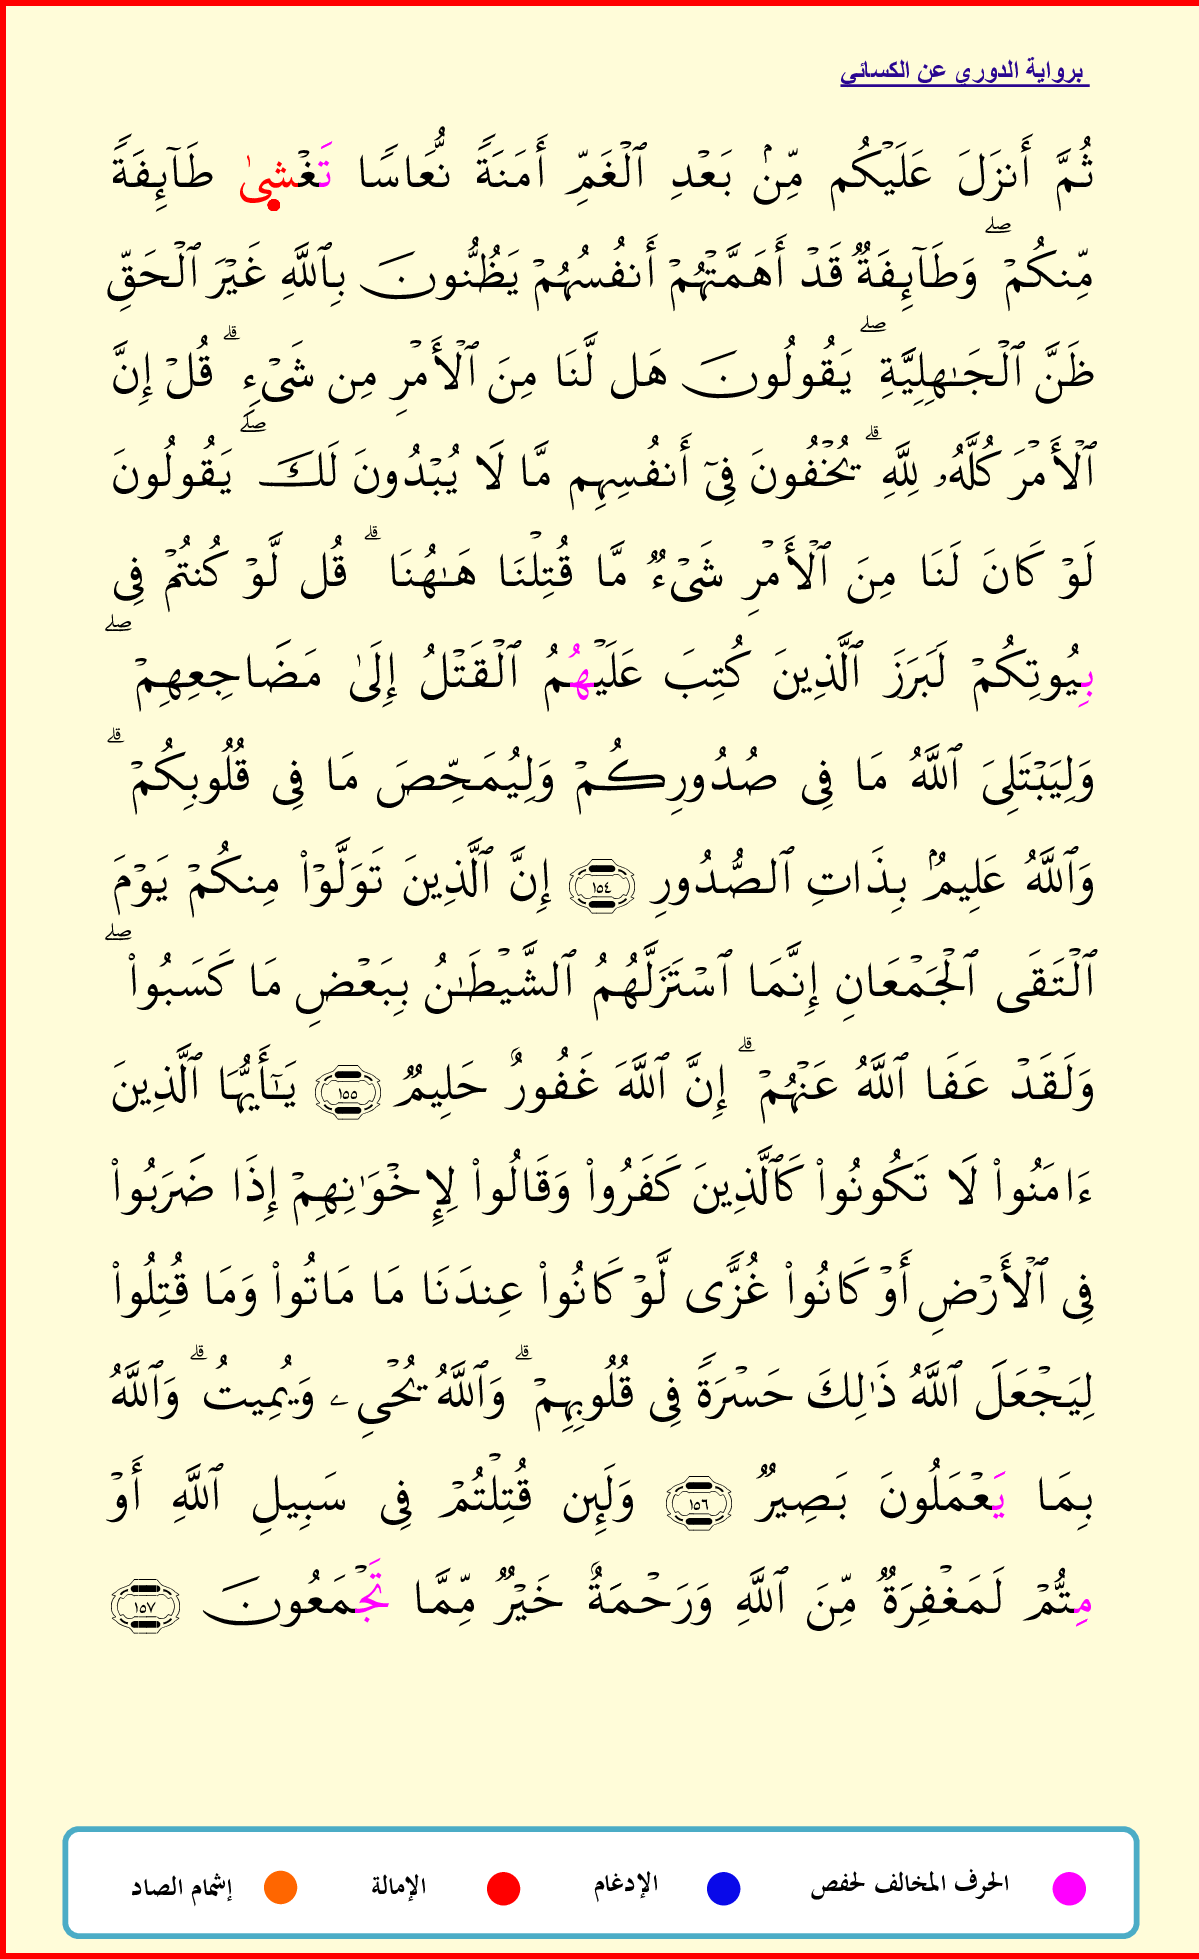 برواية الدوري عن الكسائي
ثُمَّ أَنزَلَ عَلَيۡكُم مِّنۢ بَعۡدِ ٱلۡغَمِّ أَمَنَةٗ نُّعَاسٗا تَغۡشىٰ طَآئِفَةٗ
مِّنكُمۡۖ وَطَآئِفَةٞ قَدۡ أَهَمَّتۡهُمۡ أَنفُسُهُمۡ يَظُنُّونَ بِٱللَّهِ غَيۡرَ ٱلۡحَقِّ
ظَنَّ ٱلۡجَٰهِلِيَّةِۖ يَقُولُونَ هَل لَّنَا مِنَ ٱلۡأَمۡرِ مِن شَيۡءٖۗ قُلۡ إِنَّ
ٱلۡأَمۡرَ كُلَّهُۥ لِلَّهِۗ يُخۡفُونَ فِيٓ أَنفُسِهِم مَّا لَا يُبۡدُونَ لَكَۖ يَقُولُونَ
لَوۡ كَانَ لَنَا مِنَ ٱلۡأَمۡرِ شَيۡءٞ مَّا قُتِلۡنَا هَٰهُنَاۗ قُل لَّوۡ كُنتُمۡ فِي
بِيُوتِكُمۡ لَبَرَزَ ٱلَّذِينَ كُتِبَ عَلَيۡهُمُ ٱلۡقَتۡلُ إِلَىٰ مَضَاجِعِهِمۡۖ
وَلِيَبۡتَلِيَ ٱللَّهُ مَا فِي صُدُورِكُمۡ وَلِيُمَحِّصَ مَا فِي قُلُوبِكُمۡۗ
وَٱللَّهُ عَلِيمُۢ بِذَاتِ ٱلصُّدُورِ ١٥٤ إِنَّ ٱلَّذِينَ تَوَلَّوۡاْ مِنكُمۡ يَوۡمَ
ٱلۡتَقَى ٱلۡجَمۡعَانِ إِنَّمَا ٱسۡتَزَلَّهُمُ ٱلشَّيۡطَٰنُ بِبَعۡضِ مَا كَسَبُواْۖ
وَلَقَدۡ عَفَا ٱللَّهُ عَنۡهُمۡۗ إِنَّ ٱللَّهَ غَفُورٌ حَلِيمٞ ١٥٥ يَٰٓأَيُّهَا ٱلَّذِينَ
ءَامَنُواْ لَا تَكُونُواْ كَٱلَّذِينَ كَفَرُواْ وَقَالُواْ لِإِخۡوَٰنِهِمۡ إِذَا ضَرَبُواْ
فِي ٱلۡأَرۡضِ أَوۡ كَانُواْ غُزّٗى لَّوۡ كَانُواْ عِندَنَا مَا مَاتُواْ وَمَا قُتِلُواْ
لِيَجۡعَلَ ٱللَّهُ ذَٰلِكَ حَسۡرَةٗ فِي قُلُوبِهِمۡۗ وَٱللَّهُ يُحۡيِۦ وَيُمِيتُۗ وَٱللَّهُ
بِمَا يَعۡمَلُونَ بَصِيرٞ ١٥٦ وَلَئِن قُتِلۡتُمۡ فِي سَبِيلِ ٱللَّهِ أَوۡ
مِتُّمۡ لَمَغۡفِرَةٞ مِّنَ ٱللَّهِ وَرَحۡمَةٌ خَيۡرٞ مِّمَّا تَجۡمَعُونَ ١٥٧
الحرف المخالف لحفص الإدغام الإمالة إشمام الصاد